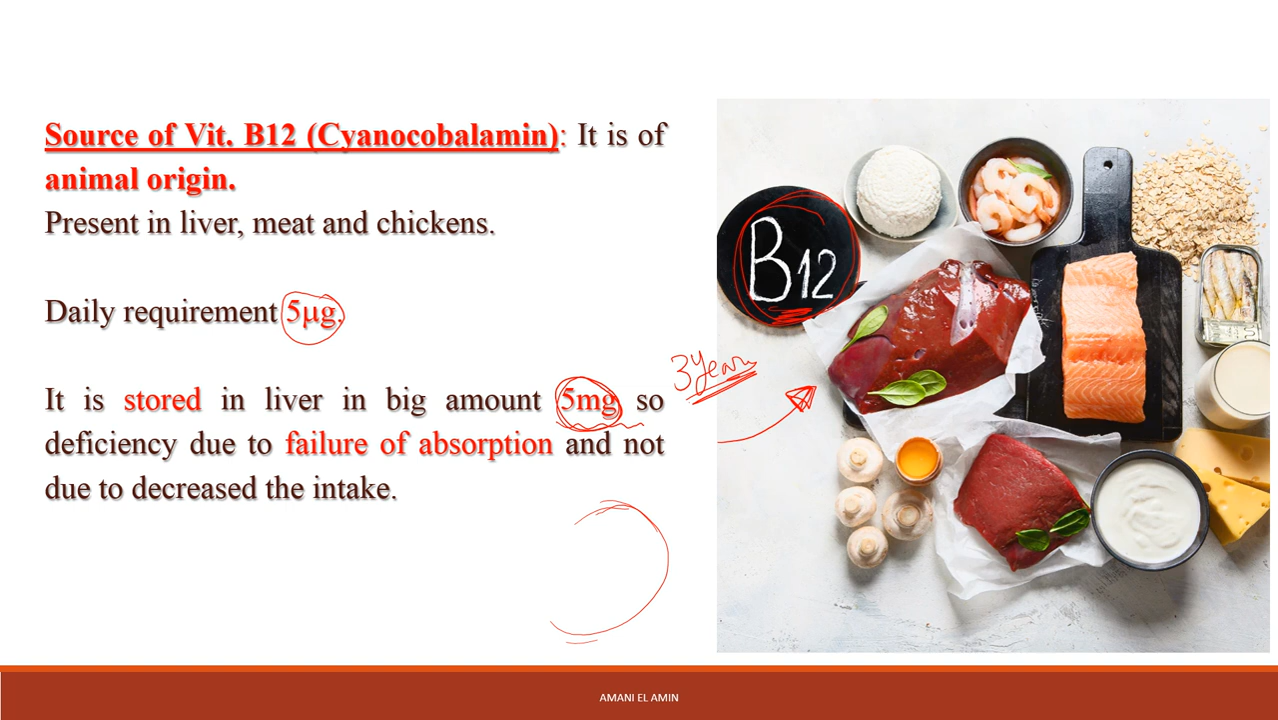 Source of Vit. B12 (Cyanocobalamin): It is of
animal origin.
Present in liver, meat and chickens.
Daily requirement 5µg.
It is stored in liver in big amount 5mg so
deficiency due to failure of absorption and not
due to decreased the intake.
3 years
B12
AMANI EL AMIN